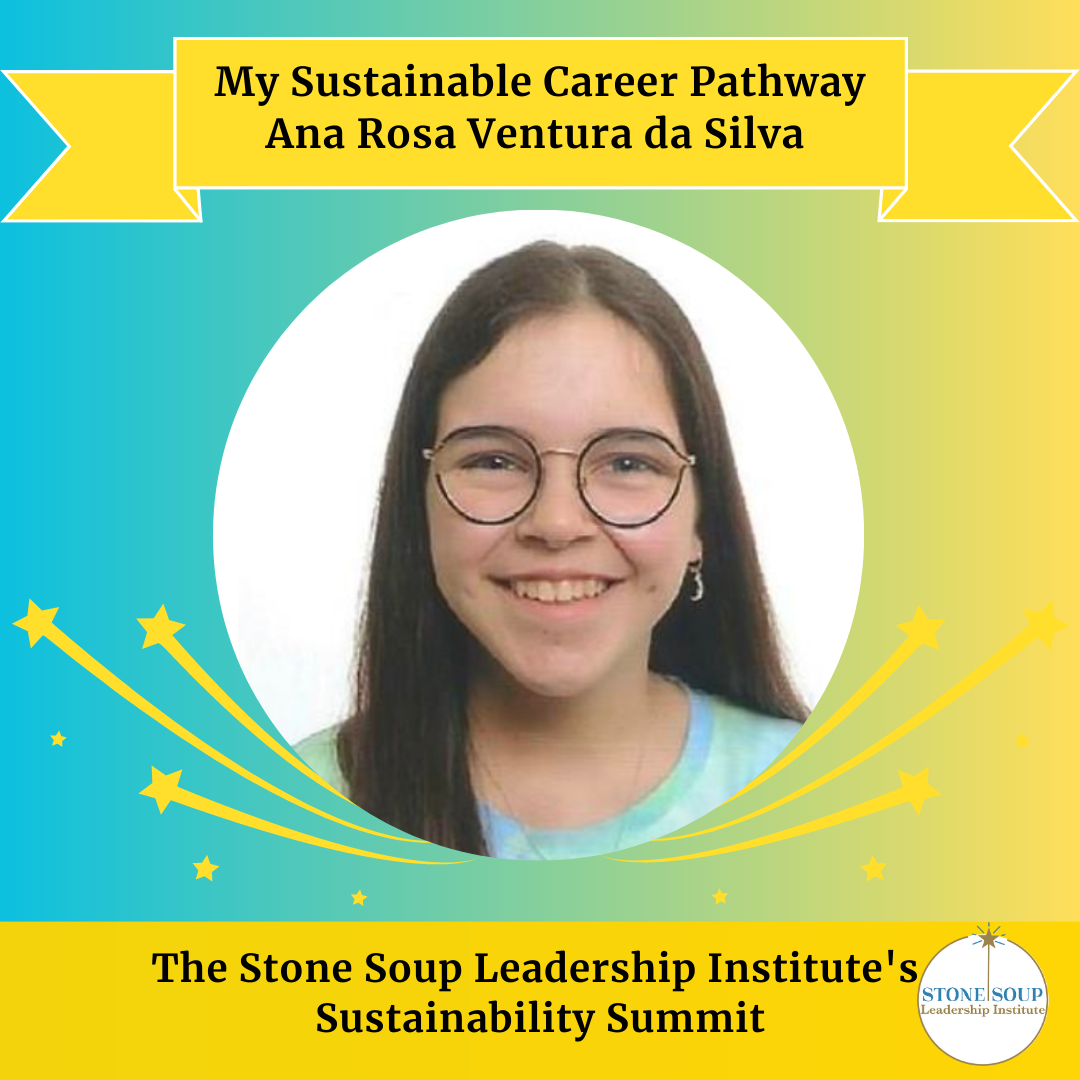 My Sustainable Career Pathway
Ana Rosa Ventura da Silva
The Stone Soup Leadership Institute's
Sustainability Summit
STONE SOUP
Leadership Institute